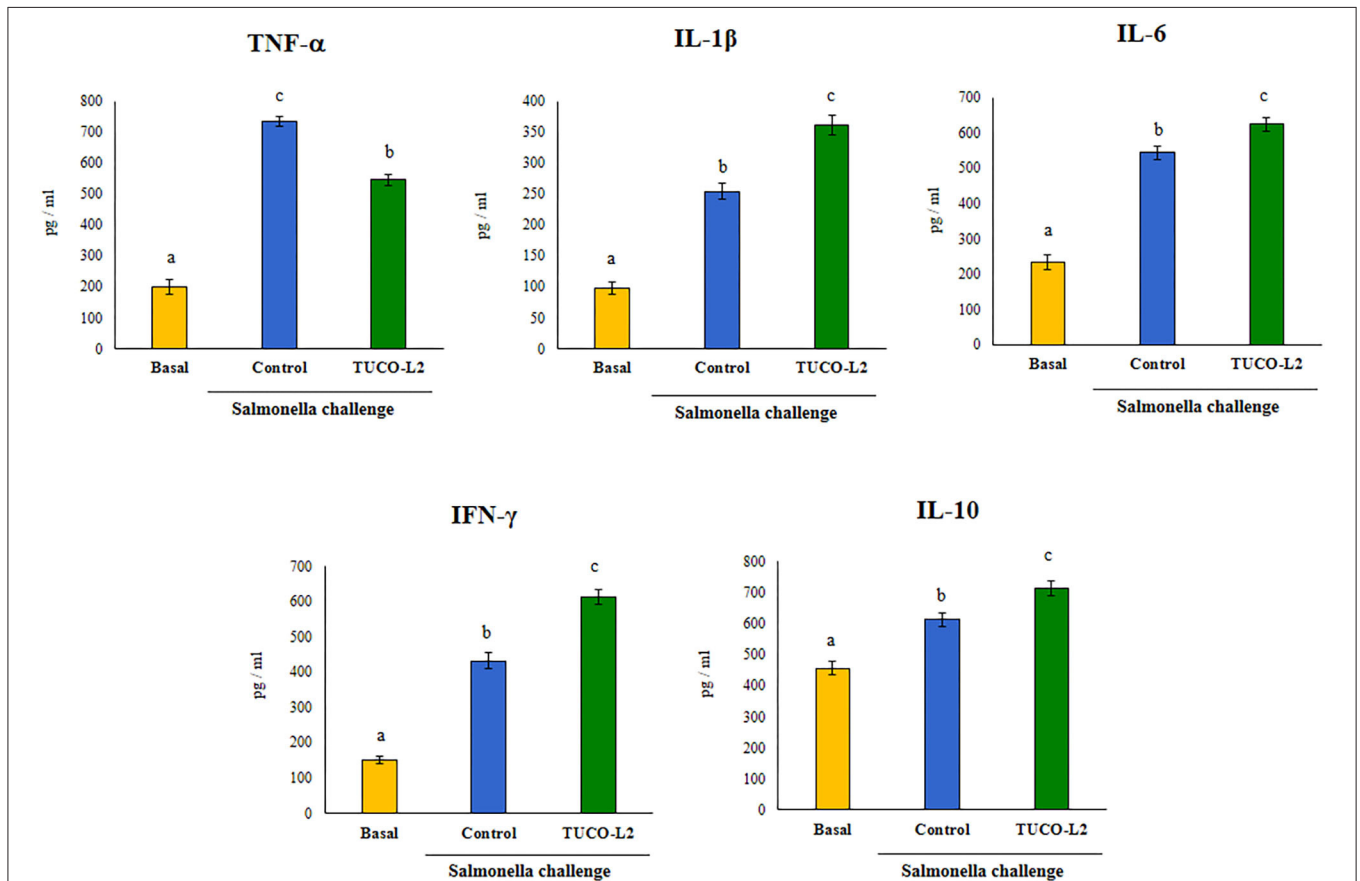 TNF-α
800
700
600
500
400
300
200
100
0
pg / ml
a
c
b
Basal Control TUCO-L2
Salmonella challenge
IL-1β
400
350
300
250
200
150
100
50
0
pg / ml
a
b
c
Basal Control TUCO-L2
Salmonella challenge
IL-6
700
600
500
400
300
200
100
0
pg / ml
a
b
c
Basal Control TUCO-L2
Salmonella challenge
IFN-γ
700
600
500
400
300
200
100
0
pg / ml
a
b
c
Basal Control TUCO-L2
Salmonella challenge
IL-10
800
700
600
500
400
300
200
100
0
pg / ml
a
b
c
Basal Control TUCO-L2
Salmonella challenge